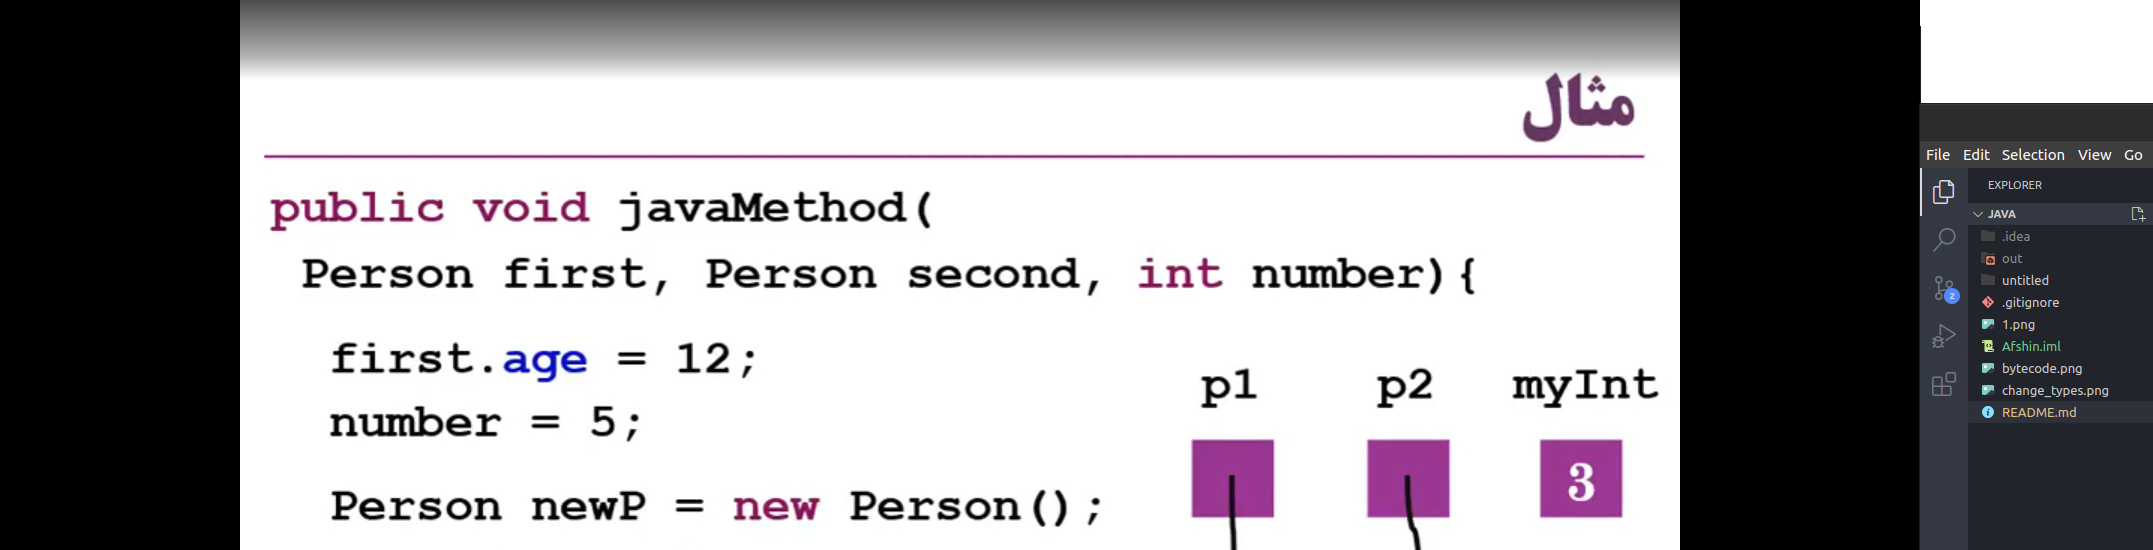 مثال
public void javaMethod(
Person first, Person second, int number){
first.age = 12;
number = 5;
Person newP = new Person();
p1 p2 myInt
3
File Edit Selection View Go
EXPLORER
JAVA
.idea
out
untitled
.gitignore
1.png
Afshin.iml
bytecode.png
change_types.png
README.md
2